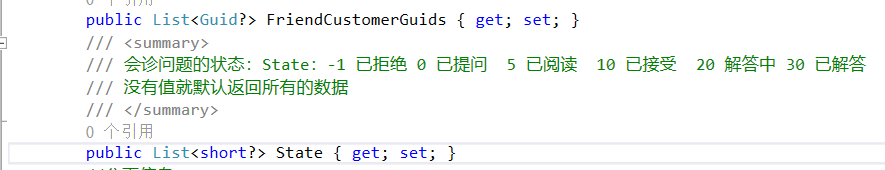 public List<Guid?> FriendCustomerGuids { get; set; }
/// <summary>
/// 会诊问题的状态：State：-1 已拒绝 0 已提问  5 已阅读  10 已接受  20 解答中 30 已解答
/// 没有值就默认返回所有的数据
/// </summary>
0 个引用
public List<short?> State { get; set; }